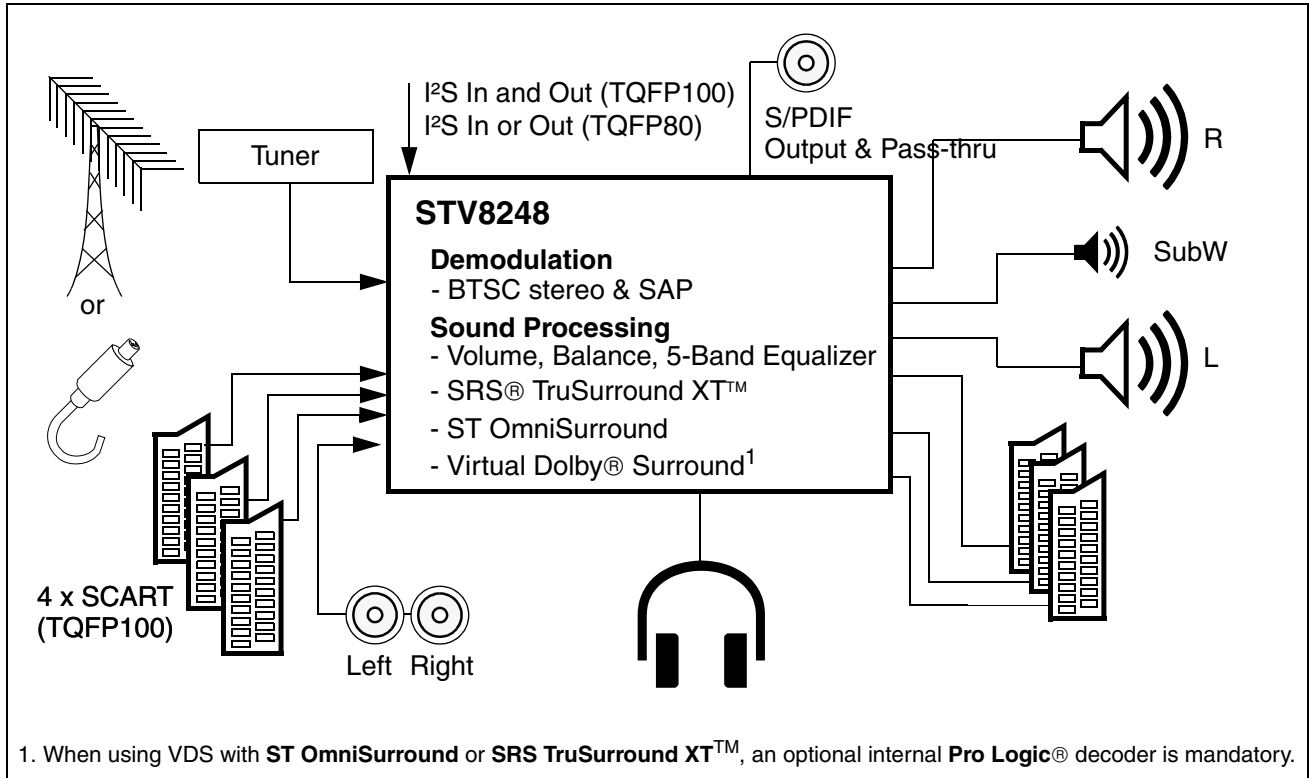 I²S In and Out (TQFP100)
I²S In or Out (TQFP80)
S/PDIF
Output & Pass-thru
Tuner
R
STV8248
Demodulation
- BTSC stereo & SAP
Sound Processing
- Volume, Balance, 5-Band Equalizer
- SRS® TruSurround XT™
- ST OmniSurround
- Virtual Dolby® Surround¹
SubW
L
or
4 x SCART
(TQFP100)
Left Right
1. When using VDS with ST OmniSurround or SRS TruSurround XT™, an optional internal Pro Logic® decoder is mandatory.